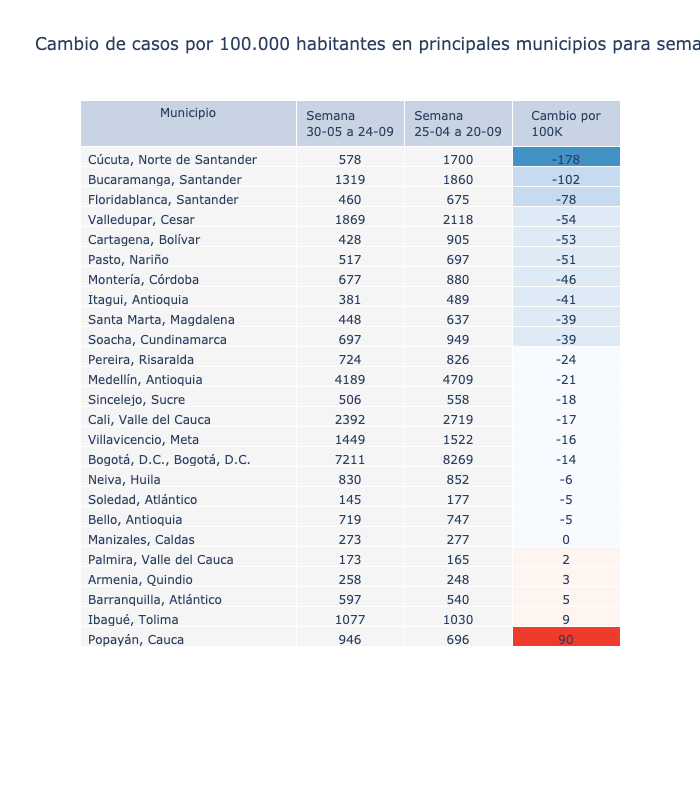 Cambio de casos por 100.000 habitantes en principales municipios para sema
Municipio Semana 30-05 a 24-09 Semana 25-04 a 20-09 Cambio por 100K
Cúcuta, Norte de Santander 578 1700 -178
Bucaramanga, Santander 1319 1860 -102
Floridablanca, Santander 460 675 -78
Valledupar, Cesar 1869 2118 -54
Cartagena, Bolívar 428 905 -53
Pasto, Nariño 517 697 -51
Montería, Córdoba 677 880 -46
Itagui, Antioquia 381 489 -41
Santa Marta, Magdalena 448 637 -39
Soacha, Cundinamarca 697 949 -39
Pereira, Risaralda 724 826 -24
Medellín, Antioquia 4189 4709 -21
Sincelejo, Sucre 506 558 -18
Cali, Valle del Cauca 2392 2719 -17
Villavicencio, Meta 1449 1522 -16
Bogotá, D.C., Bogotá, D.C. 7211 8269 -14
Neiva, Huila 830 852 -6
Soledad, Atlántico 145 177 -5
Bello, Antioquia 719 747 -5
Manizales, Caldas 273 277 0
Palmira, Valle del Cauca 173 165 2
Armenia, Quindio 258 248 3
Barranquilla, Atlántico 597 540 5
Ibagué, Tolima 1077 1030 9
Popayán, Cauca 946 696 90